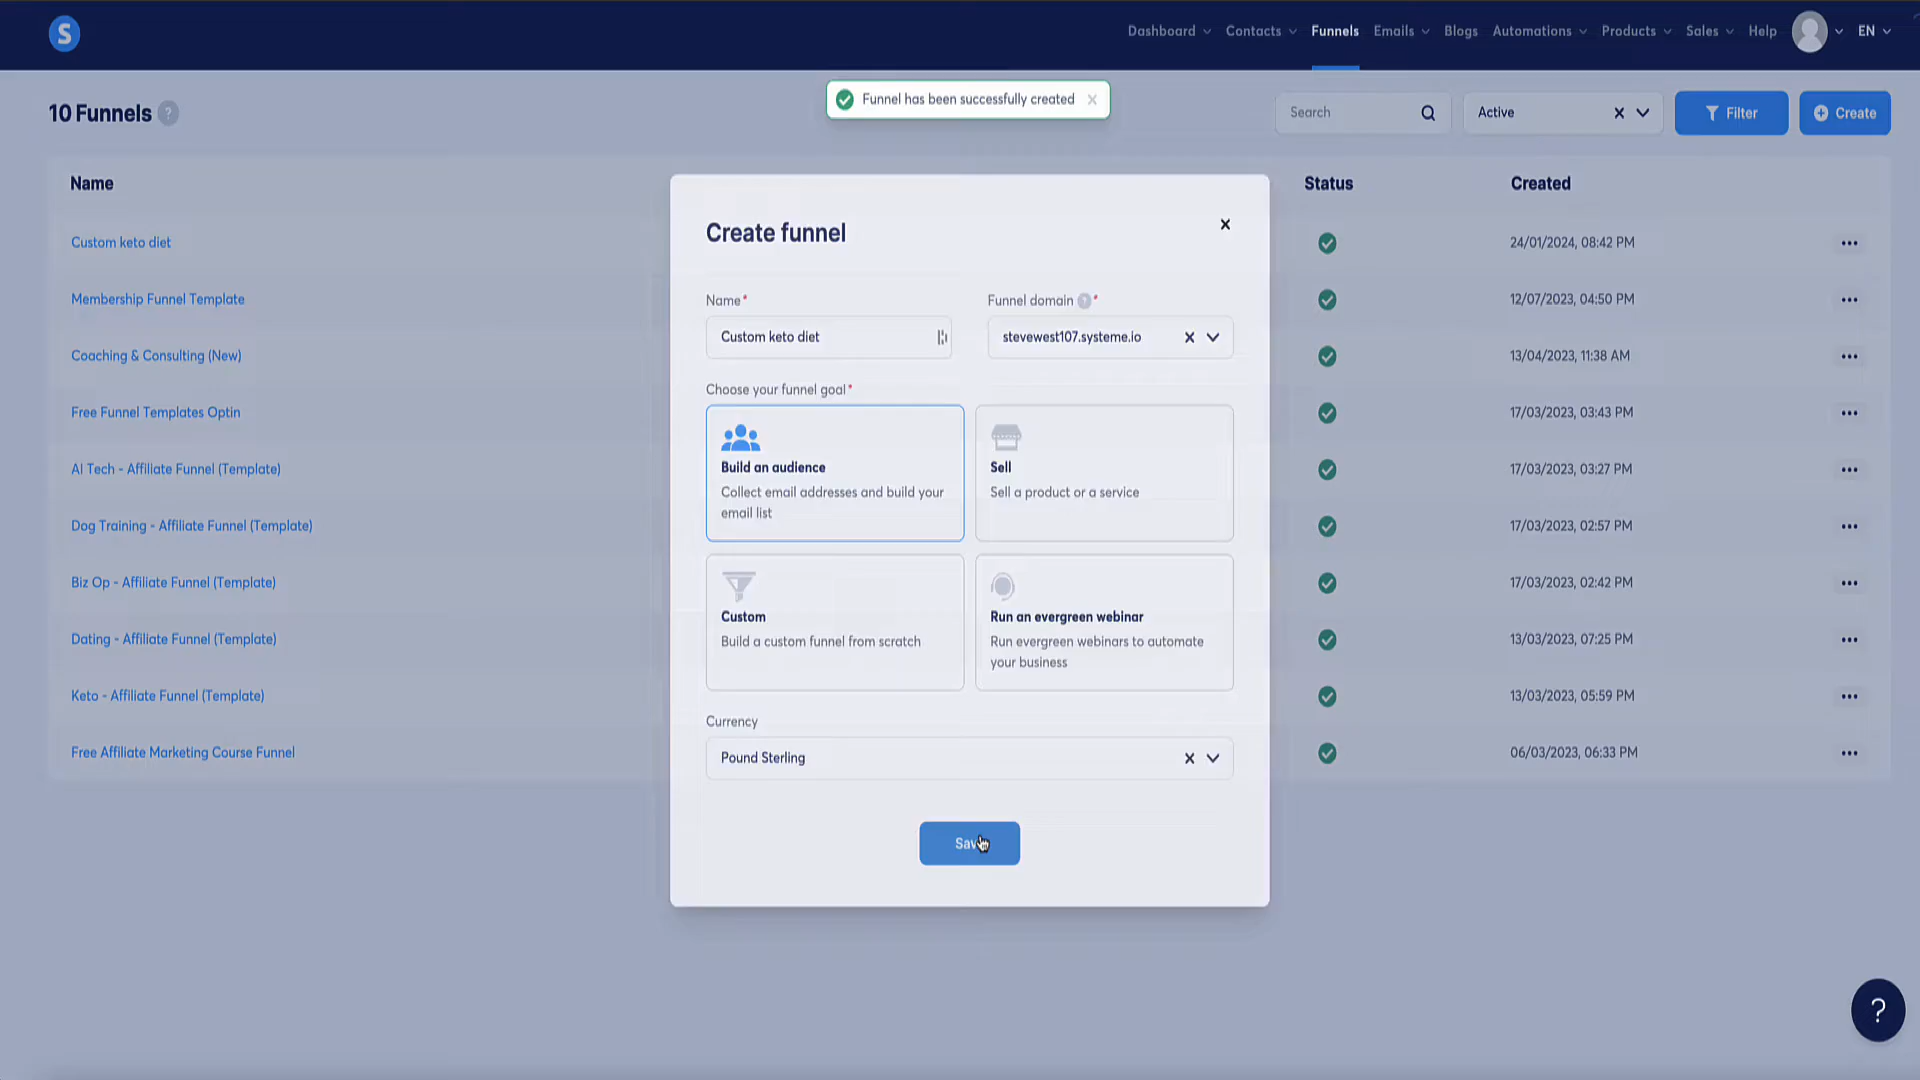 S
Dashboard
Contacts
Funnels
Emails
Blogs
Automations
Products
Sales
Help
EN
10 Funnels ?
Funnel has been successfully created
Search
Active
Filter
Create
Name
Status
Created
Custom keto diet
24/01/2024, 08:42 PM
Membership Funnel Template
12/07/2023, 04:50 PM
Coaching & Consulting (New)
13/04/2023, 11:38 AM
Free Funnel Templates Optin
17/03/2023, 03:43 PM
AI Tech - Affiliate Funnel (Template)
17/03/2023, 03:27 PM
Dog Training - Affiliate Funnel (Template)
17/03/2023, 02:57 PM
Biz Op - Affiliate Funnel (Template)
17/03/2023, 02:42 PM
Dating - Affiliate Funnel (Template)
13/03/2023, 07:25 PM
Keto - Affiliate Funnel (Template)
13/03/2023, 05:59 PM
Free Affiliate Marketing Course Funnel
06/03/2023, 06:33 PM
Create funnel
Name*
Funnel domain ? *
Custom keto diet
stevewest107.systeme.io
Choose your funnel goal*
Build an audience
Collect email addresses and build your
email list
Sell
Sell a product or a service
Custom
Build a custom funnel from scratch
Run an evergreen webinar
Run evergreen webinars to automate
your business
Currency
Pound Sterling
Save
?